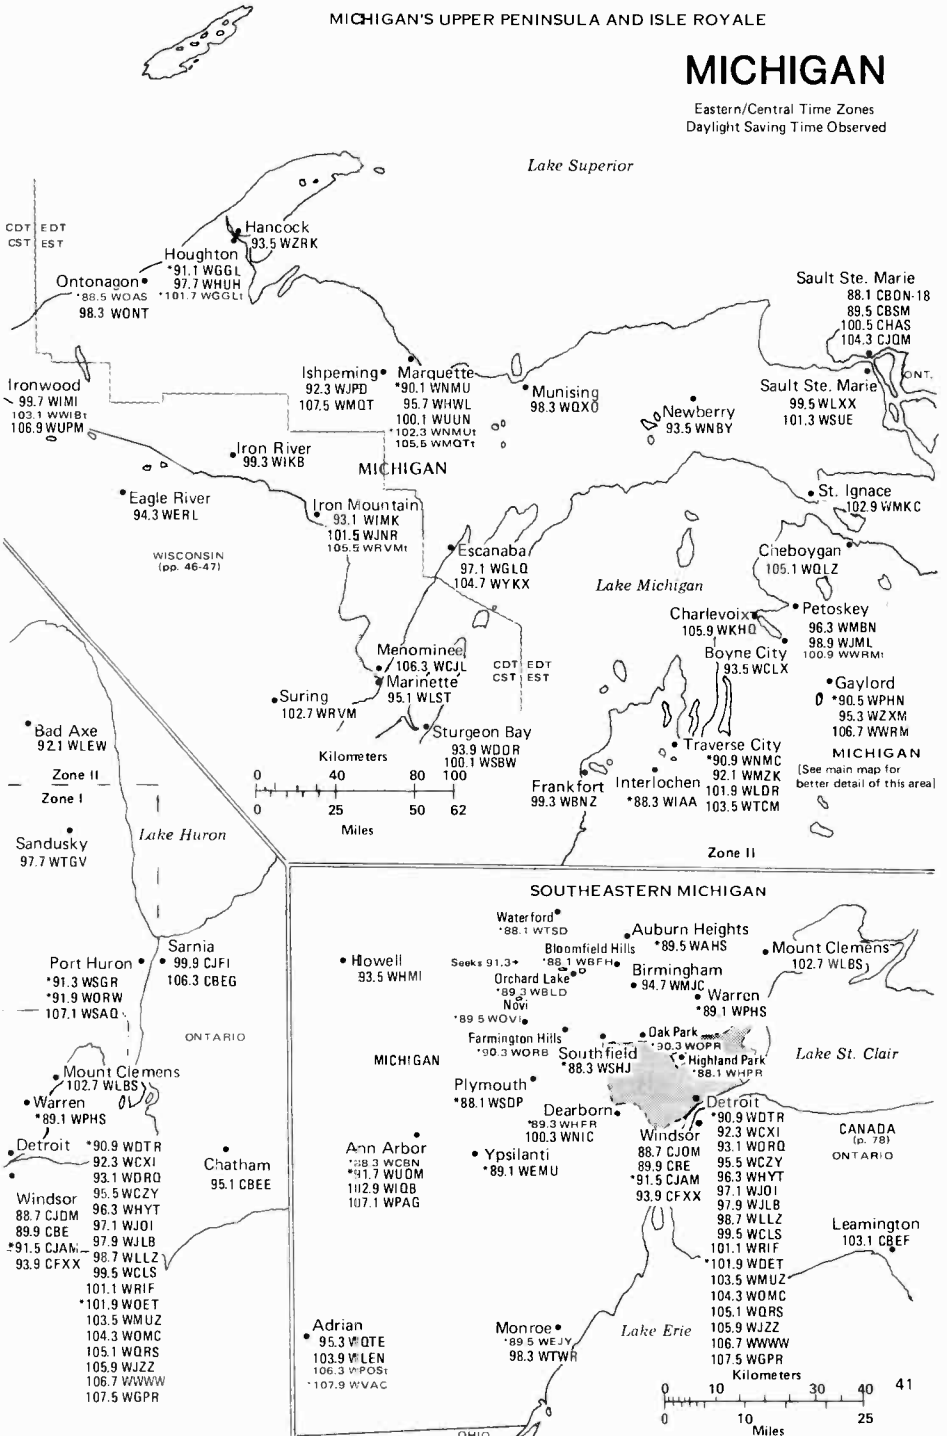 MICHIGAN'S UPPER PENINSULA AND ISLE ROYALE
MICHIGAN
Eastern/Central Time Zones
Daylight Saving Time Observed
Lake Superior
CDT EDT
CST EST
Hancock
93.5 WZRK
Houghton
*91.1 WGGL
97.7 WHUH
*101.7 WGGLt
Ontonagon
*88.5 WOAS
98.3 WONT
Sault Ste. Marie
88.1 CBON-18
89.5 CBSM
100.5 CHAS
104.3 CJQM
ONT.
Sault Ste. Marie
99.5 WLXX
101.3 WSUE
Ironwood
99.7 WIMI
103.1 WWIBt
106.9 WUPM
Ishpeming
92.3 WJPD
107.5 WMQT
Marquette
*90.1 WNMU
95.7 WHWL
100.1 WUUN
*102.3 WNMUt
105.5 WMQTt
Munising
98.3 WQXO
Newberry
93.5 WNBY
Iron River
99.3 WIKB
MICHIGAN
Eagle River
94.3 WERL
Iron Mountain
93.1 WIMK
101.5 WJNR
105.5 WRVMt
St. Ignace
102.9 WMKC
WISCONSIN
(pp. 46-47)
Escanaba
97.1 WGLQ
104.7 WYKX
Lake Michigan
Cheboygan
105.1 WQLZ
Charlevoix
105.9 WKHQ
Petoskey
96.3 WMBN
98.9 WJML
100.9 WWRMt
Boyne City
93.5 WCLX
Menominee
106.3 WCJL
Marinette
95.1 WLST
CDT EDT
CST EST
Suring
102.7 WRVM
Gaylord
*90.5 WPHN
95.3 WZXM
106.7 WWRM
Sturgeon Bay
93.9 WDOR
100.1 WSBW
MICHIGAN
[See main map for
better detail of this area]
Traverse City
*90.9 WNMC
92.1 WMZK
101.9 WLDR
103.5 WTCM
Interlochen
*88.3 WIAA
Frankfort
99.3 WBNZ
Kilometers
0 40 80 100
0 25 50 62
Miles
Zone II
Bad Axe
92.1 WLEW
Zone II
Zone I
Lake Huron
Sandusky
97.7 WTGV
Port Huron
*91.3 WSGR
*91.9 WORW
107.1 WSAQ
Sarnia
99.9 CJFI
106.3 CBEG
ONTARIO
Mount Clemens
102.7 WLBS
Warren
*89.1 WPHS
Detroit
*90.9 WDTR
92.3 WCXI
93.1 WDRQ
95.5 WCZY
96.3 WHYT
97.1 WJOI
97.9 WJLB
98.7 WLLZ
99.5 WCLS
101.1 WRIF
*101.9 WDET
103.5 WMUZ
104.3 WOMC
105.1 WQRS
105.9 WJZZ
106.7 WWWW
107.5 WGPR
Windsor
88.7 CJOM
89.9 CBE
*91.5 CJAM
93.9 CFXX
Chatham
95.1 CBEE
SOUTHEASTERN MICHIGAN
Waterford
*88.1 WTSD
Auburn Heights
*89.5 WAHS
Mount Clemens
102.7 WLBS
Howell
93.5 WHMI
Bloomfield Hills
Seeks 91.3→ *88.1 WBFH
Birmingham
94.7 WMJC
Orchard Lake
*89.3 WBLD
Warren
*89.1 WPHS
Novi
*89.5 WOVI
Farmington Hills
*90.3 WORB
Southfield
*88.3 WSHJ
Oak Park
*90.3 WOPR
Highland Park
*88.1 WHPR
Lake St. Clair
MICHIGAN
Plymouth
*88.1 WSDP
Dearborn
*89.3 WHFR
100.3 WNIC
Detroit
*90.9 WDTR
92.3 WCXI
93.1 WDRQ
95.5 WCZY
96.3 WHYT
97.1 WJOI
97.9 WJLB
98.7 WLLZ
99.5 WCLS
101.1 WRIF
*101.9 WDET
103.5 WMUZ
104.3 WOMC
105.1 WQRS
105.9 WJZZ
106.7 WWWW
107.5 WGPR
Windsor
88.7 CJOM
89.9 CRE
*91.5 CJAM
93.9 CFXX
CANADA
(p. 78)
ONTARIO
Ann Arbor
*88.3 WCBN
*91.7 WUOM
102.9 WIQB
107.1 WPAG
Ypsilanti
*89.1 WEMU
Leamington
103.1 CBEF
Adrian
95.3 WQTE
103.9 WLEN
106.3 WPOSt
*107.9 WVAC
Monroe
*89.5 WEJY
98.3 WTWR
Lake Erie
Kilometers
0 10 30 40
0 10 25
Miles
OHIO
41